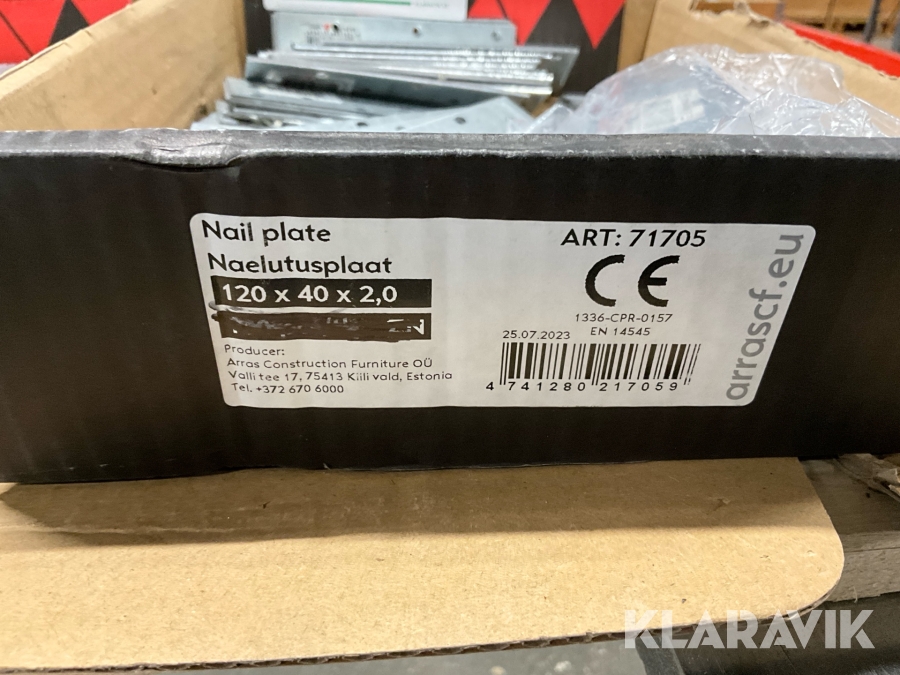 Nail plate
Naelutusplaat
120 x 40 x 2,0
ZN
Producer:
Arras Construction Furniture OÜ
Valli tee 17, 75413 Kiili vald, Estonia
Tel. +372 670 6000
ART: 71705
CE
1336-CPR-0157
EN 14545
25.07.2023
4 741280 217059
arrascf.eu
KLARAVIK